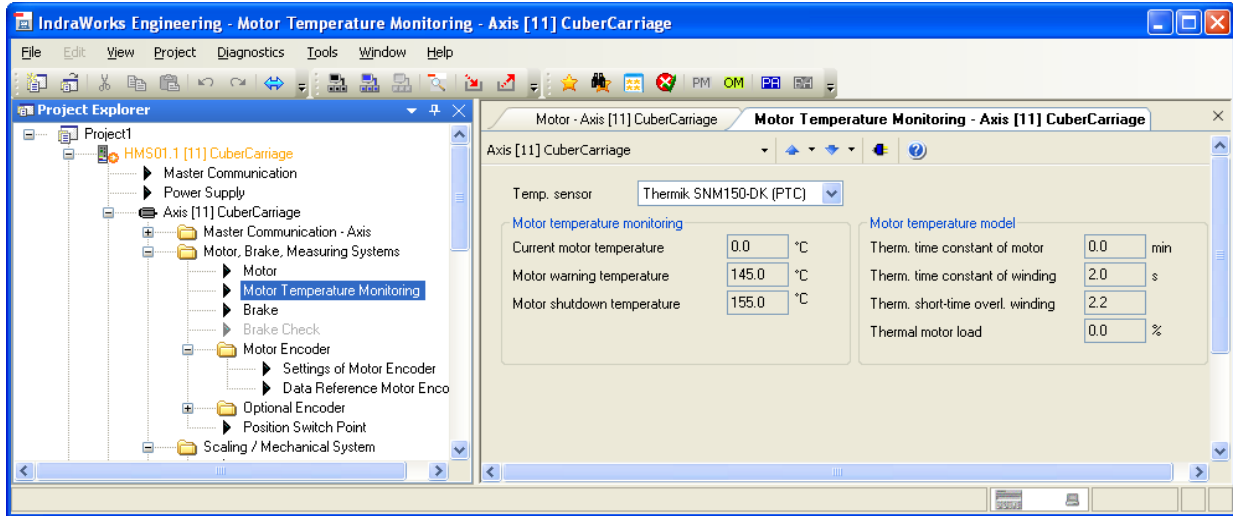 IndraWorks Engineering - Motor Temperature Monitoring - Axis [11] CuberCarriage
File Edit View Project Diagnostics Tools Window Help
PM OM
Project Explorer
Project1
HMS01.1 [11] CuberCarriage
Master Communication
Power Supply
Axis [11] CuberCarriage
Master Communication - Axis
Motor, Brake, Measuring Systems
Motor
Motor Temperature Monitoring
Brake
Brake Check
Motor Encoder
Settings of Motor Encoder
Data Reference Motor Enco
Optional Encoder
Position Switch Point
Scaling / Mechanical System
Motor - Axis [11] CuberCarriage Motor Temperature Monitoring - Axis [11] CuberCarriage
Axis [11] CuberCarriage
Temp. sensor Thermik SNM150-DK (PTC)
Motor temperature monitoring
Current motor temperature 0.0 °C
Motor warning temperature 145.0 °C
Motor shutdown temperature 155.0 °C
Motor temperature model
Therm. time constant of motor 0.0 min
Therm. time constant of winding 2.0 s
Therm. short-time overl. winding 2.2
Thermal motor load 0.0 %